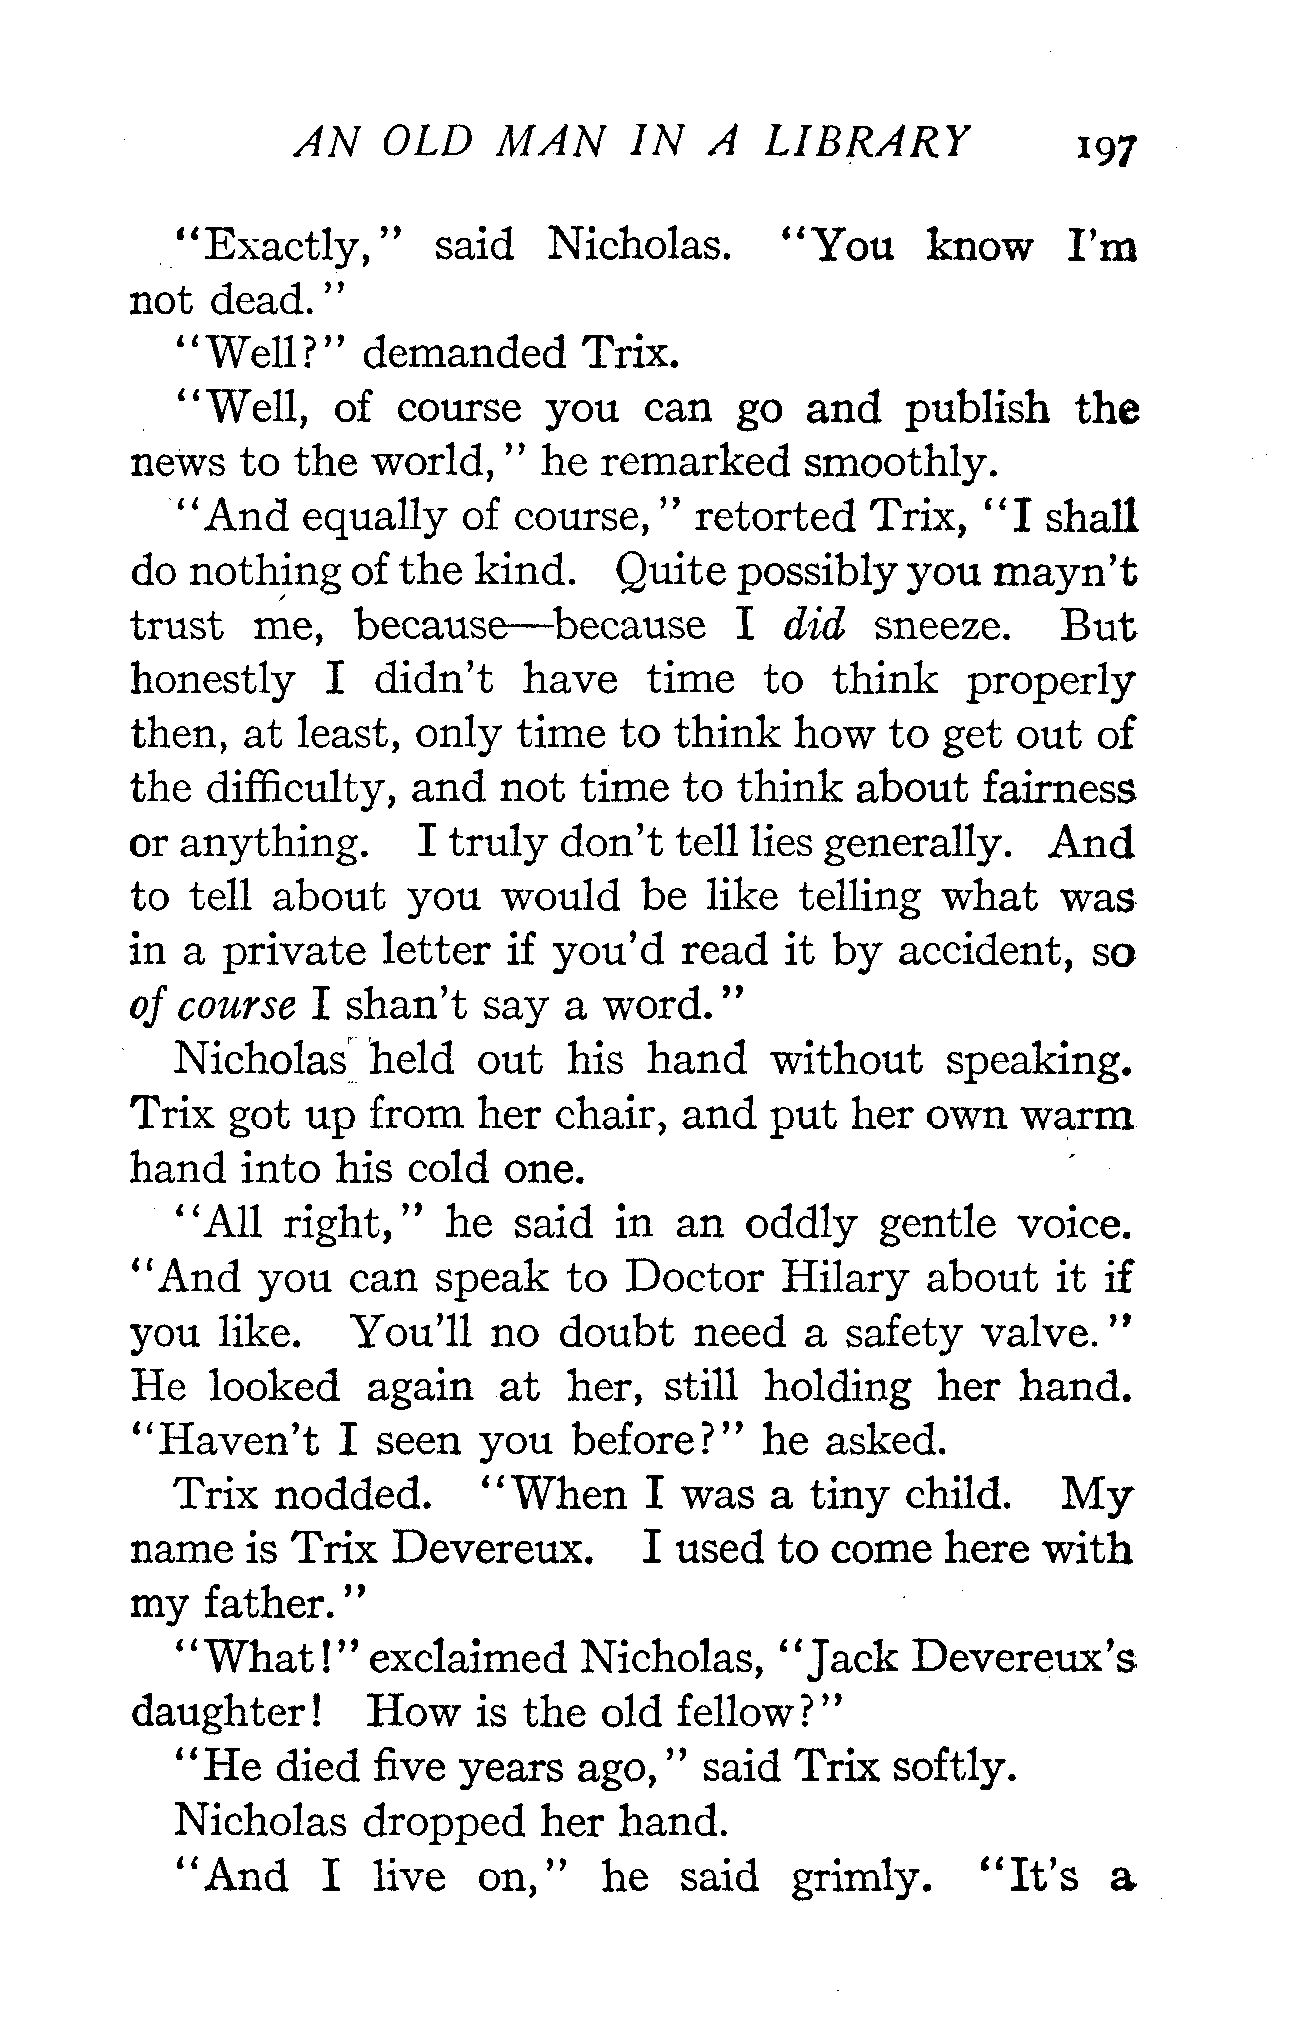 AN OLD MAN IN A LIBRARY 197
"Exactly," said Nicholas. "You know I'm
not dead."
"Well?" demanded Trix.
"Well, of course you can go and publish the
news to the world," he remarked smoothly.
"And equally of course," retorted Trix, "I shall
do nothing of the kind. Quite possibly you mayn't
trust me, because—because I did sneeze. But
honestly I didn't have time to think properly
then, at least, only time to think how to get out of
the difficulty, and not time to think about fairness
or anything. I truly don't tell lies generally. And
to tell about you would be like telling what was
in a private letter if you'd read it by accident, so
of course I shan't say a word."
Nicholas held out his hand without speaking.
Trix got up from her chair, and put her own warm
hand into his cold one.
"All right," he said in an oddly gentle voice.
"And you can speak to Doctor Hilary about it if
you like. You'll no doubt need a safety valve."
He looked again at her, still holding her hand.
"Haven't I seen you before?" he asked.
Trix nodded. "When I was a tiny child. My
name is Trix Devereux. I used to come here with
my father."
"What!" exclaimed Nicholas, "Jack Devereux's
daughter! How is the old fellow?"
"He died five years ago," said Trix softly.
Nicholas dropped her hand.
"And I live on," he said grimly. "It's a